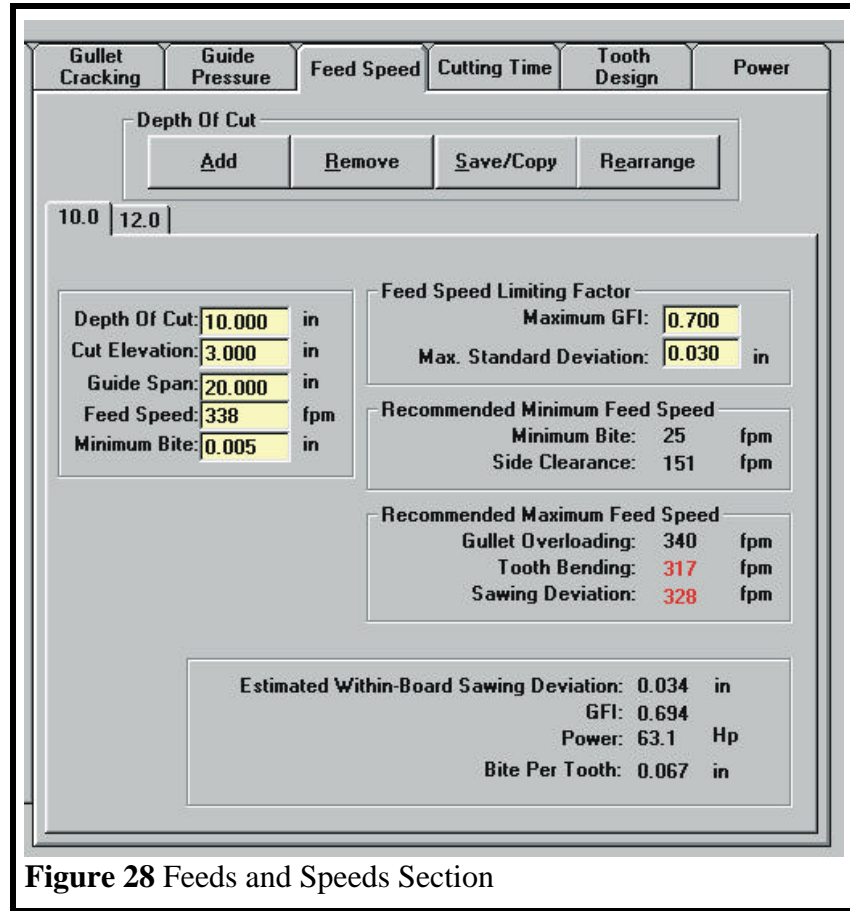 Gullet Cracking
Guide Pressure
Feed Speed
Cutting Time
Tooth Design
Power
Depth Of Cut
Add
Remove
Save/Copy
Rearrange
10.0
12.0
Depth Of Cut: 10.000 in
Cut Elevation: 3.000 in
Guide Span: 20.000 in
Feed Speed: 338 fpm
Minimum Bite: 0.005 in
Feed Speed Limiting Factor
Maximum GFI: 0.700
Max. Standard Deviation: 0.030 in
Recommended Minimum Feed Speed
Minimum Bite: 25 fpm
Side Clearance: 151 fpm
Recommended Maximum Feed Speed
Gullet Overloading: 340 fpm
Tooth Bending: 317 fpm
Sawing Deviation: 328 fpm
Estimated Within-Board Sawing Deviation: 0.034 in
GFI: 0.694
Power: 63.1 Hp
Bite Per Tooth: 0.067 in
Figure 28 Feeds and Speeds Section